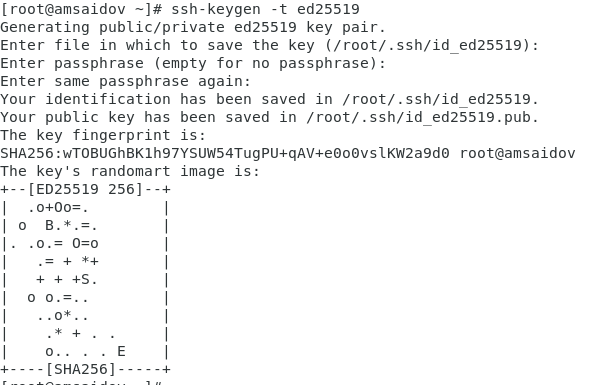 [root@amsaidov ~]# ssh-keygen -t ed25519
Generating public/private ed25519 key pair.
Enter file in which to save the key (/root/.ssh/id_ed25519):
Enter passphrase (empty for no passphrase):
Enter same passphrase again:
Your identification has been saved in /root/.ssh/id_ed25519.
Your public key has been saved in /root/.ssh/id_ed25519.pub.
The key fingerprint is:
SHA256:wTOBUGhBK1h97YSUW54TugPU+qAV+e0o0vslKW2a9d0 root@amsaidov
The key's randomart image is:
+--[ED25519 256]--+
|  .o+Oo=.        |
| o  B.*.=.       |
|. .o.= O=o       |
|   .= + *+       |
|   + + +S.       |
|  o o.=..        |
|   ..o*..        |
|    .* + . .     |
|    o.. . . E    |
+----[SHA256]-----+